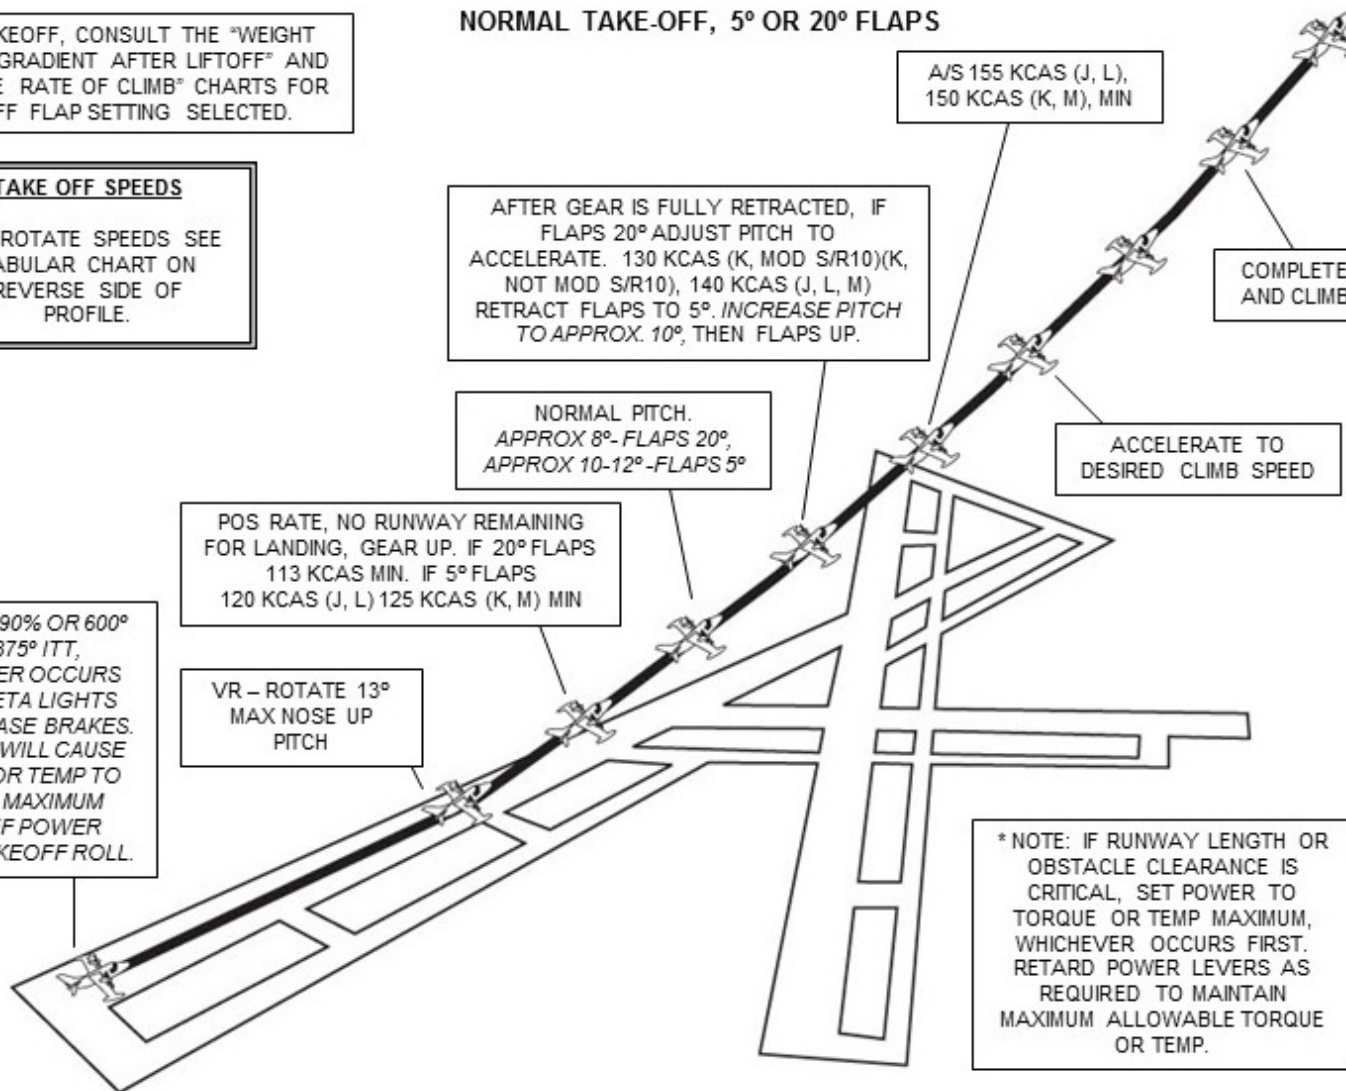 NORMAL TAKE-OFF, 5º OR 20º FLAPS
CONSULT THE "WEIGHT
GRADIENT AFTER LIFTOFF" AND
RATE OF CLIMB" CHARTS FOR
FLAP SETTING SELECTED.
TAKE OFF SPEEDS
ROTATE SPEEDS SEE
CHART ON
REVERSE SIDE OF
PROFILE.
A/S 155 KCAS (J, L),
150 KCAS (K, M), MIN
AFTER GEAR IS FULLY RETRACTED, IF
FLAPS 20º ADJUST PITCH TO
ACCELERATE. 130 KCAS (K, MOD S/R10)(K,
NOT MOD S/R10), 140 KCAS (J, L, M)
RETRACT FLAPS TO 5º. INCREASE PITCH
TO APPROX. 10º, THEN FLAPS UP.
COMPLETE
AND CLIMB
NORMAL PITCH.
APPROX 8º- FLAPS 20º,
APPROX 10-12º -FLAPS 5º
ACCELERATE TO
DESIRED CLIMB SPEED
POS RATE, NO RUNWAY REMAINING
FOR LANDING, GEAR UP. IF 20º FLAPS
113 KCAS MIN. IF 5º FLAPS
120 KCAS (J, L) 125 KCAS (K, M) MIN
90% OR 600º
ITT,
OCCURS
LIGHTS
BRAKES.
WILL CAUSE
OR TEMP TO
MAXIMUM
POWER
ROLL.
VR – ROTATE 13º
MAX NOSE UP
PITCH
* NOTE: IF RUNWAY LENGTH OR
OBSTACLE CLEARANCE IS
CRITICAL, SET POWER TO
TORQUE OR TEMP MAXIMUM,
WHICHEVER OCCURS FIRST.
RETARD POWER LEVERS AS
REQUIRED TO MAINTAIN
MAXIMUM ALLOWABLE TORQUE
OR TEMP.